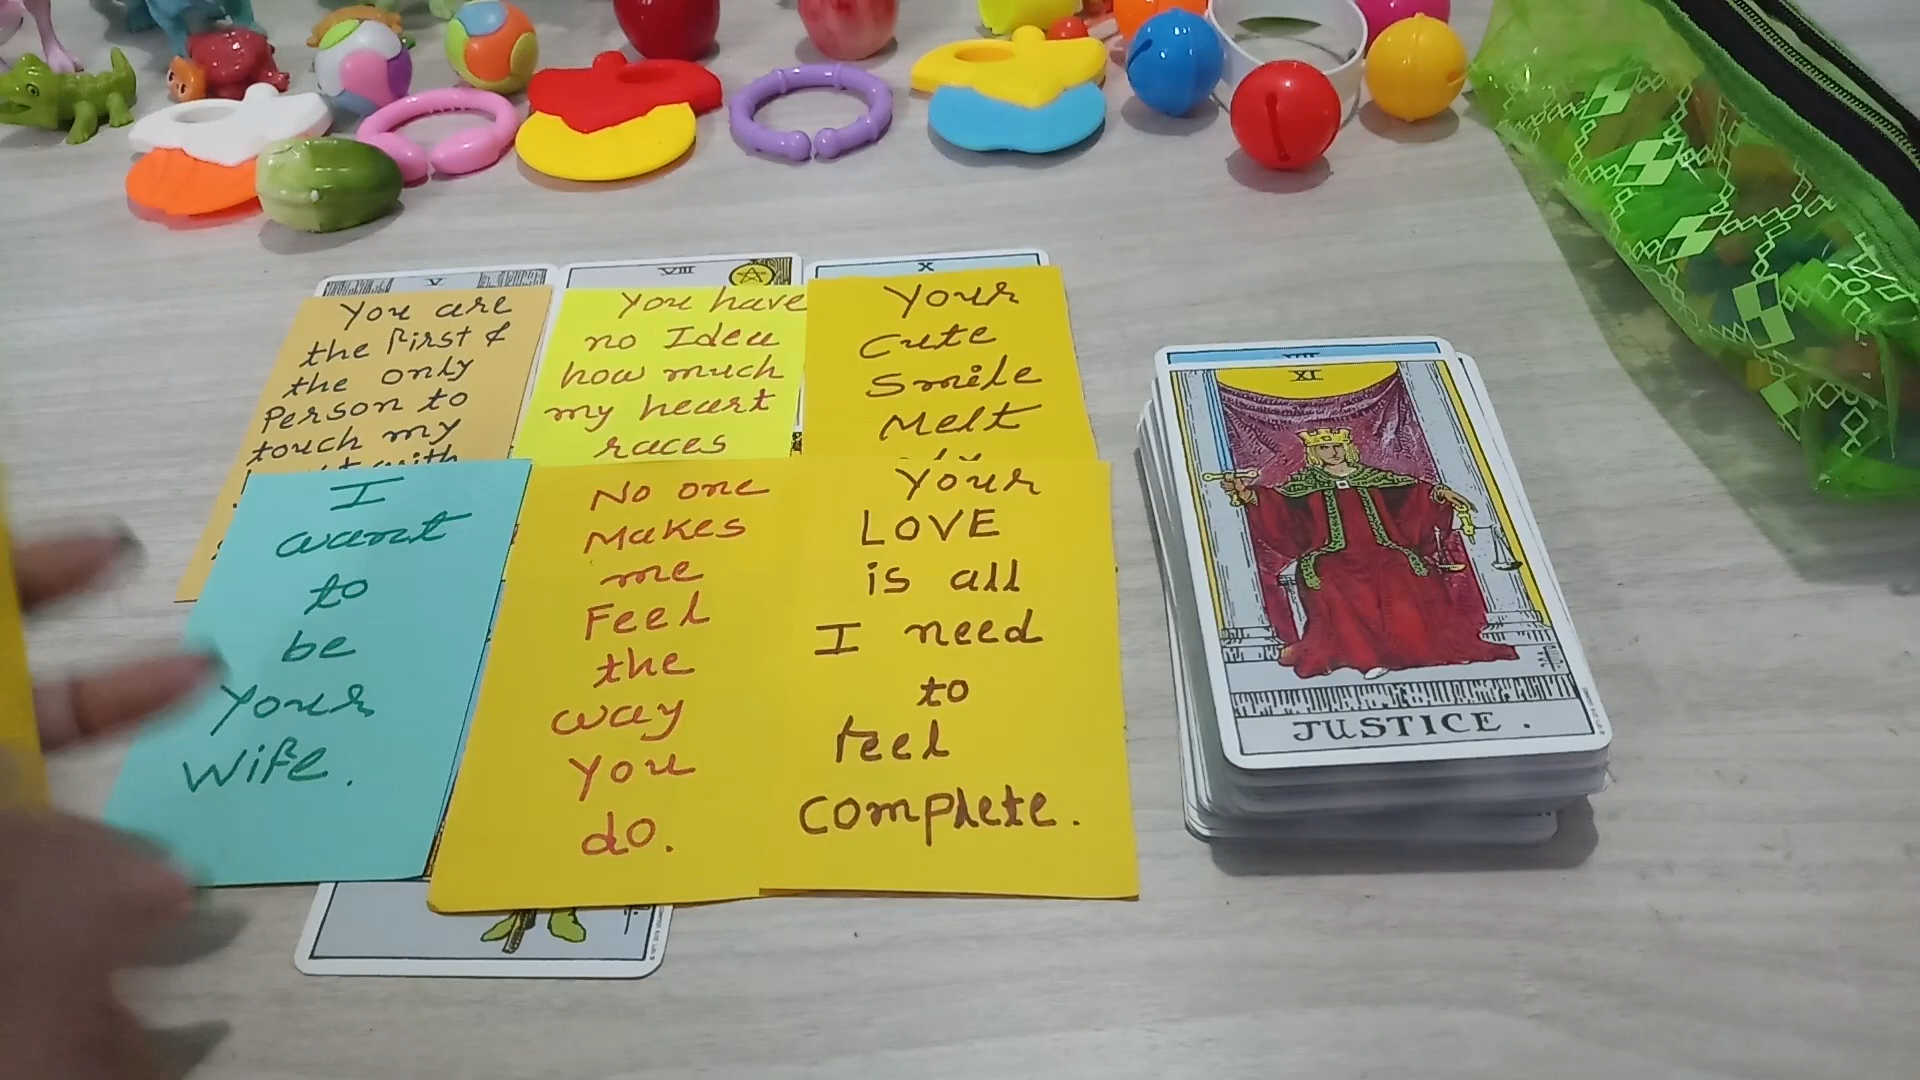 V
VIII
X
You are
the first &
the only
Person to
touch my
with
You have
no Idea
how much
my heart
races
Your
Cute
Smile
Melt
I
want
to
be
Your
Wife.
No one
Makes
me
Feel
the
way
You
do.
Your
LOVE
is all
I need
to
feel
complete.
XI
JUSTICE.